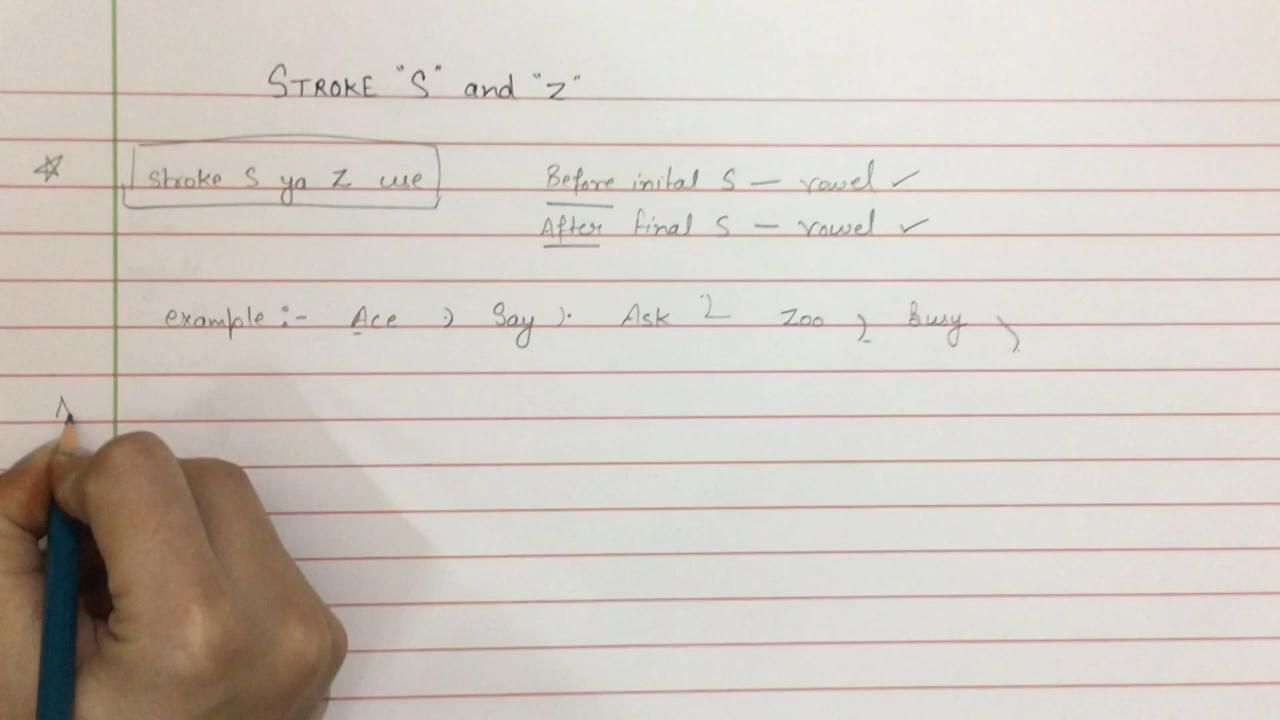 STROKE "S" and "Z"
☆ Stroke S ya Z use
Before inital S – vowel ✓
After final S – vowel ✓
example :- Ace Say Ask Zoo Busy